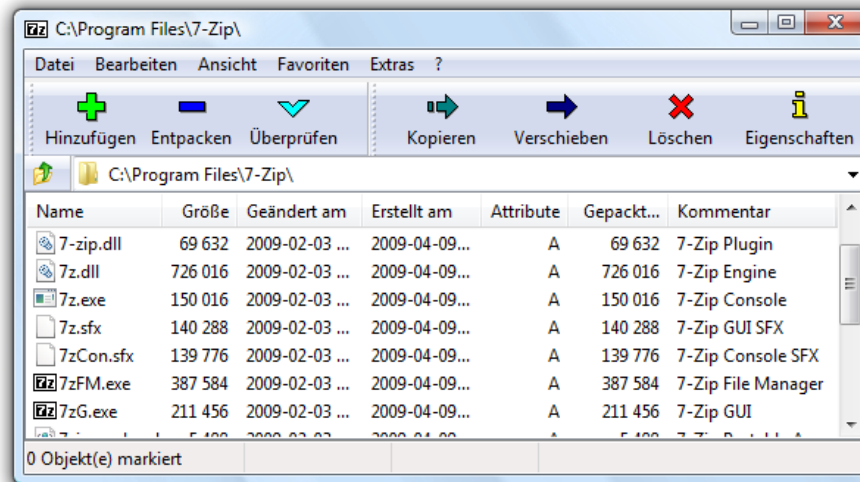 7z C:\Program Files\7-Zip\
Datei Bearbeiten Ansicht Favoriten Extras ?
Hinzufügen Entpacken Überprüfen Kopieren Verschieben Löschen Eigenschaften
C:\Program Files\7-Zip\
Name Größe Geändert am Erstellt am Attribute Gepackt... Kommentar
7-zip.dll 69 632 2009-02-03 ... 2009-04-09... A 69 632 7-Zip Plugin
7z.dll 726 016 2009-02-03 ... 2009-04-09... A 726 016 7-Zip Engine
7z.exe 150 016 2009-02-03 ... 2009-04-09... A 150 016 7-Zip Console
7z.sfx 140 288 2009-02-03 ... 2009-04-09... A 140 288 7-Zip GUI SFX
7zCon.sfx 139 776 2009-02-03 ... 2009-04-09... A 139 776 7-Zip Console SFX
7z 7zFM.exe 387 584 2009-02-03 ... 2009-04-09... A 387 584 7-Zip File Manager
7z 7zG.exe 211 456 2009-02-03 ... 2009-04-09... A 211 456 7-Zip GUI
0 Objekt(e) markiert